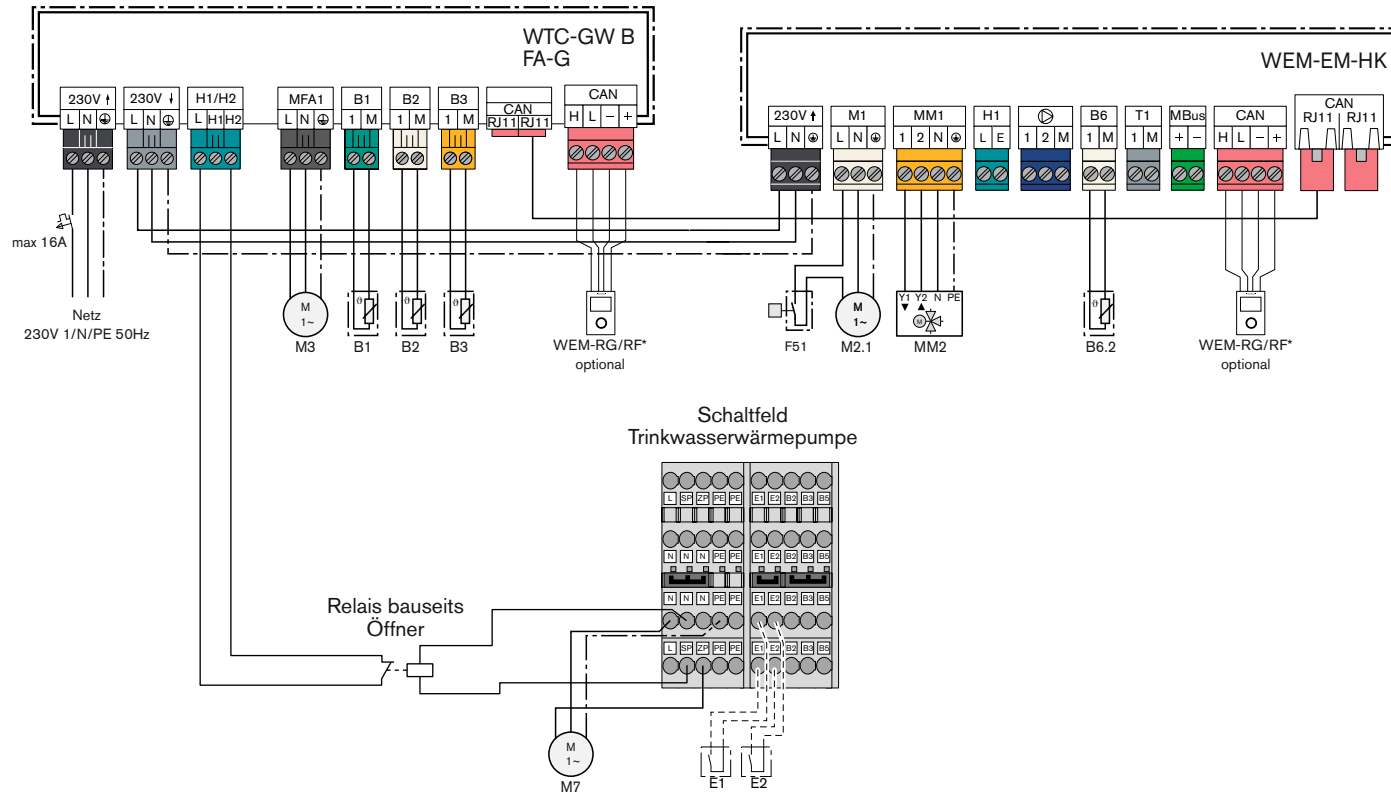 WTC-GW B
FA-G
WEM-EM-HK
230V ↑ 230V ↓ H1/H2 MFA1 B1 B2 B3 CAN CAN
L N L N L H1 H2 L N 1 M 1 M 1 M RJ11 RJ11 H L − +
230V ↑ M1 MM1 H1 B6 T1 MBus CAN CAN
L N L N 1 2 N L E 1 2 M 1 M 1 M + − H L − + RJ11 RJ11
max 16A
Netz
230V 1/N/PE 50Hz
M
1~
M3
ϑ
B1
ϑ
B2
ϑ
B3
WEM-RG/RF*
optional
F51
M
1~
M2.1
Y1 Y2 N PE
M
MM2
ϑ
B6.2
WEM-RG/RF*
optional
Schaltfeld
Trinkwasserwärmepumpe
L SP ZP PE PE E1 E2 B2 B3 B5
N N N PE PE E1 E2 B2 B3 B5
N N N PE PE E1 E2 B2 B3 B5
L SP ZP PE PE E1 E2 B2 B3 B5
Relais bauseits
Öffner
M
1~
M7
E1
E2